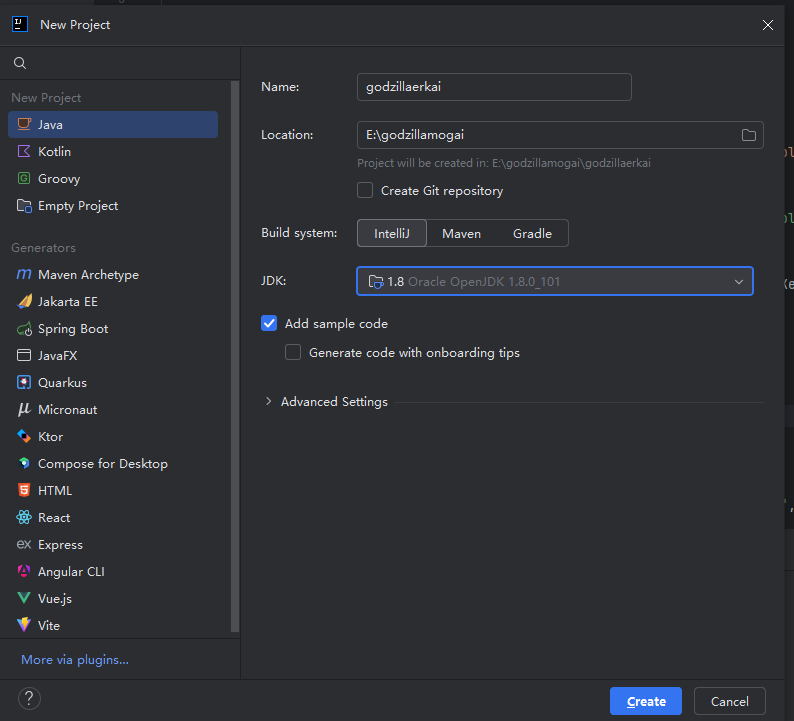 New Project
New Project
Java
Kotlin
Groovy
Empty Project
Generators
Maven Archetype
Jakarta EE
Spring Boot
JavaFX
Quarkus
Micronaut
Ktor
Compose for Desktop
HTML
React
Express
Angular CLI
Vue.js
Vite
More via plugins...
Name: godzillaerkai
Location: E:\godzillamogai
Project will be created in: E:\godzillamogai\godzillaerkai
Create Git repository
Build system: IntelliJ Maven Gradle
JDK: 1.8 Oracle OpenJDK 1.8.0_101
Add sample code
Generate code with onboarding tips
Advanced Settings
?
Create Cancel